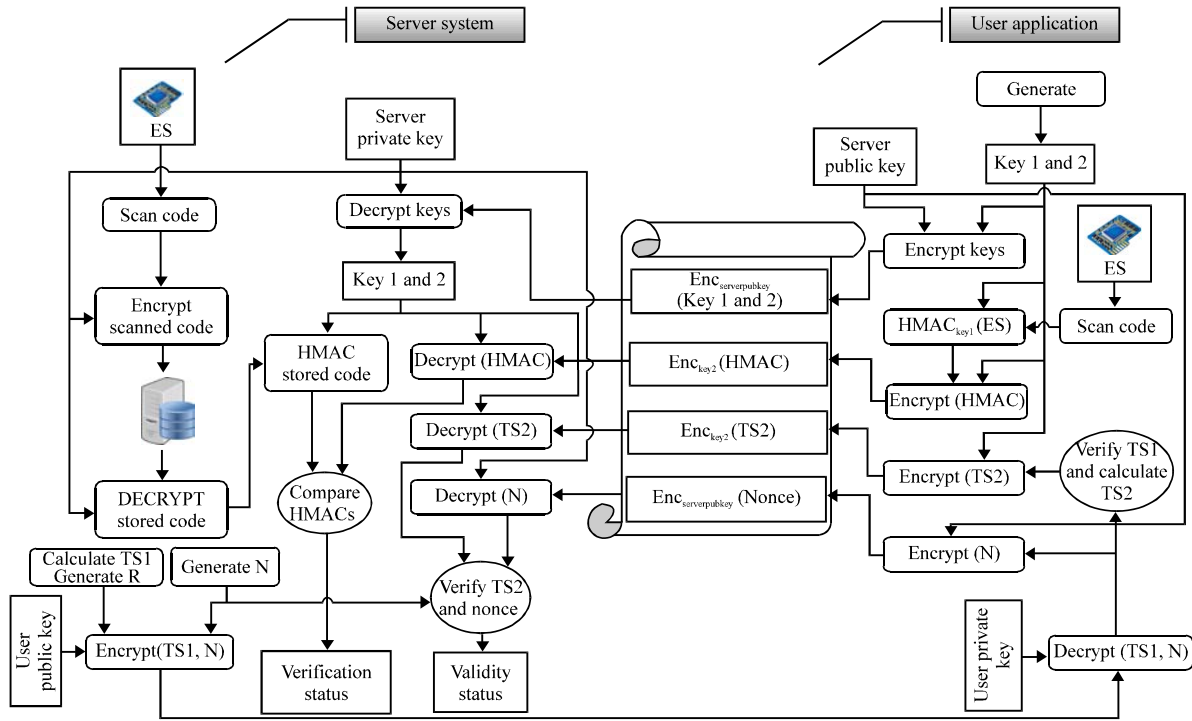 Server system
User application
ES
Server
private key
Generate
Server
public key
Key 1 and 2
Scan code
Decrypt keys
Encrypt keys
ES
Key 1 and 2
Enc serverpubkey
(Key 1 and 2)
Encrypt
scanned code
HMAC key1 (ES)
Scan code
HMAC
stored code
Decrypt (HMAC)
Enc key2 (HMAC)
Encrypt (HMAC)
Decrypt (TS2)
Enc key2 (TS2)
Encrypt (TS2)
Verify TS1
and calculate
TS2
DECRYPT
stored code
Compare
HMACs
Decrypt (N)
Enc serverpubkey (Nonce)
Encrypt (N)
Calculate TS1
Generate R
Generate N
Verify TS2
and nonce
User
public key
Encrypt(TS1, N)
Verification
status
Validity
status
User private
key
Decrypt (TS1, N)